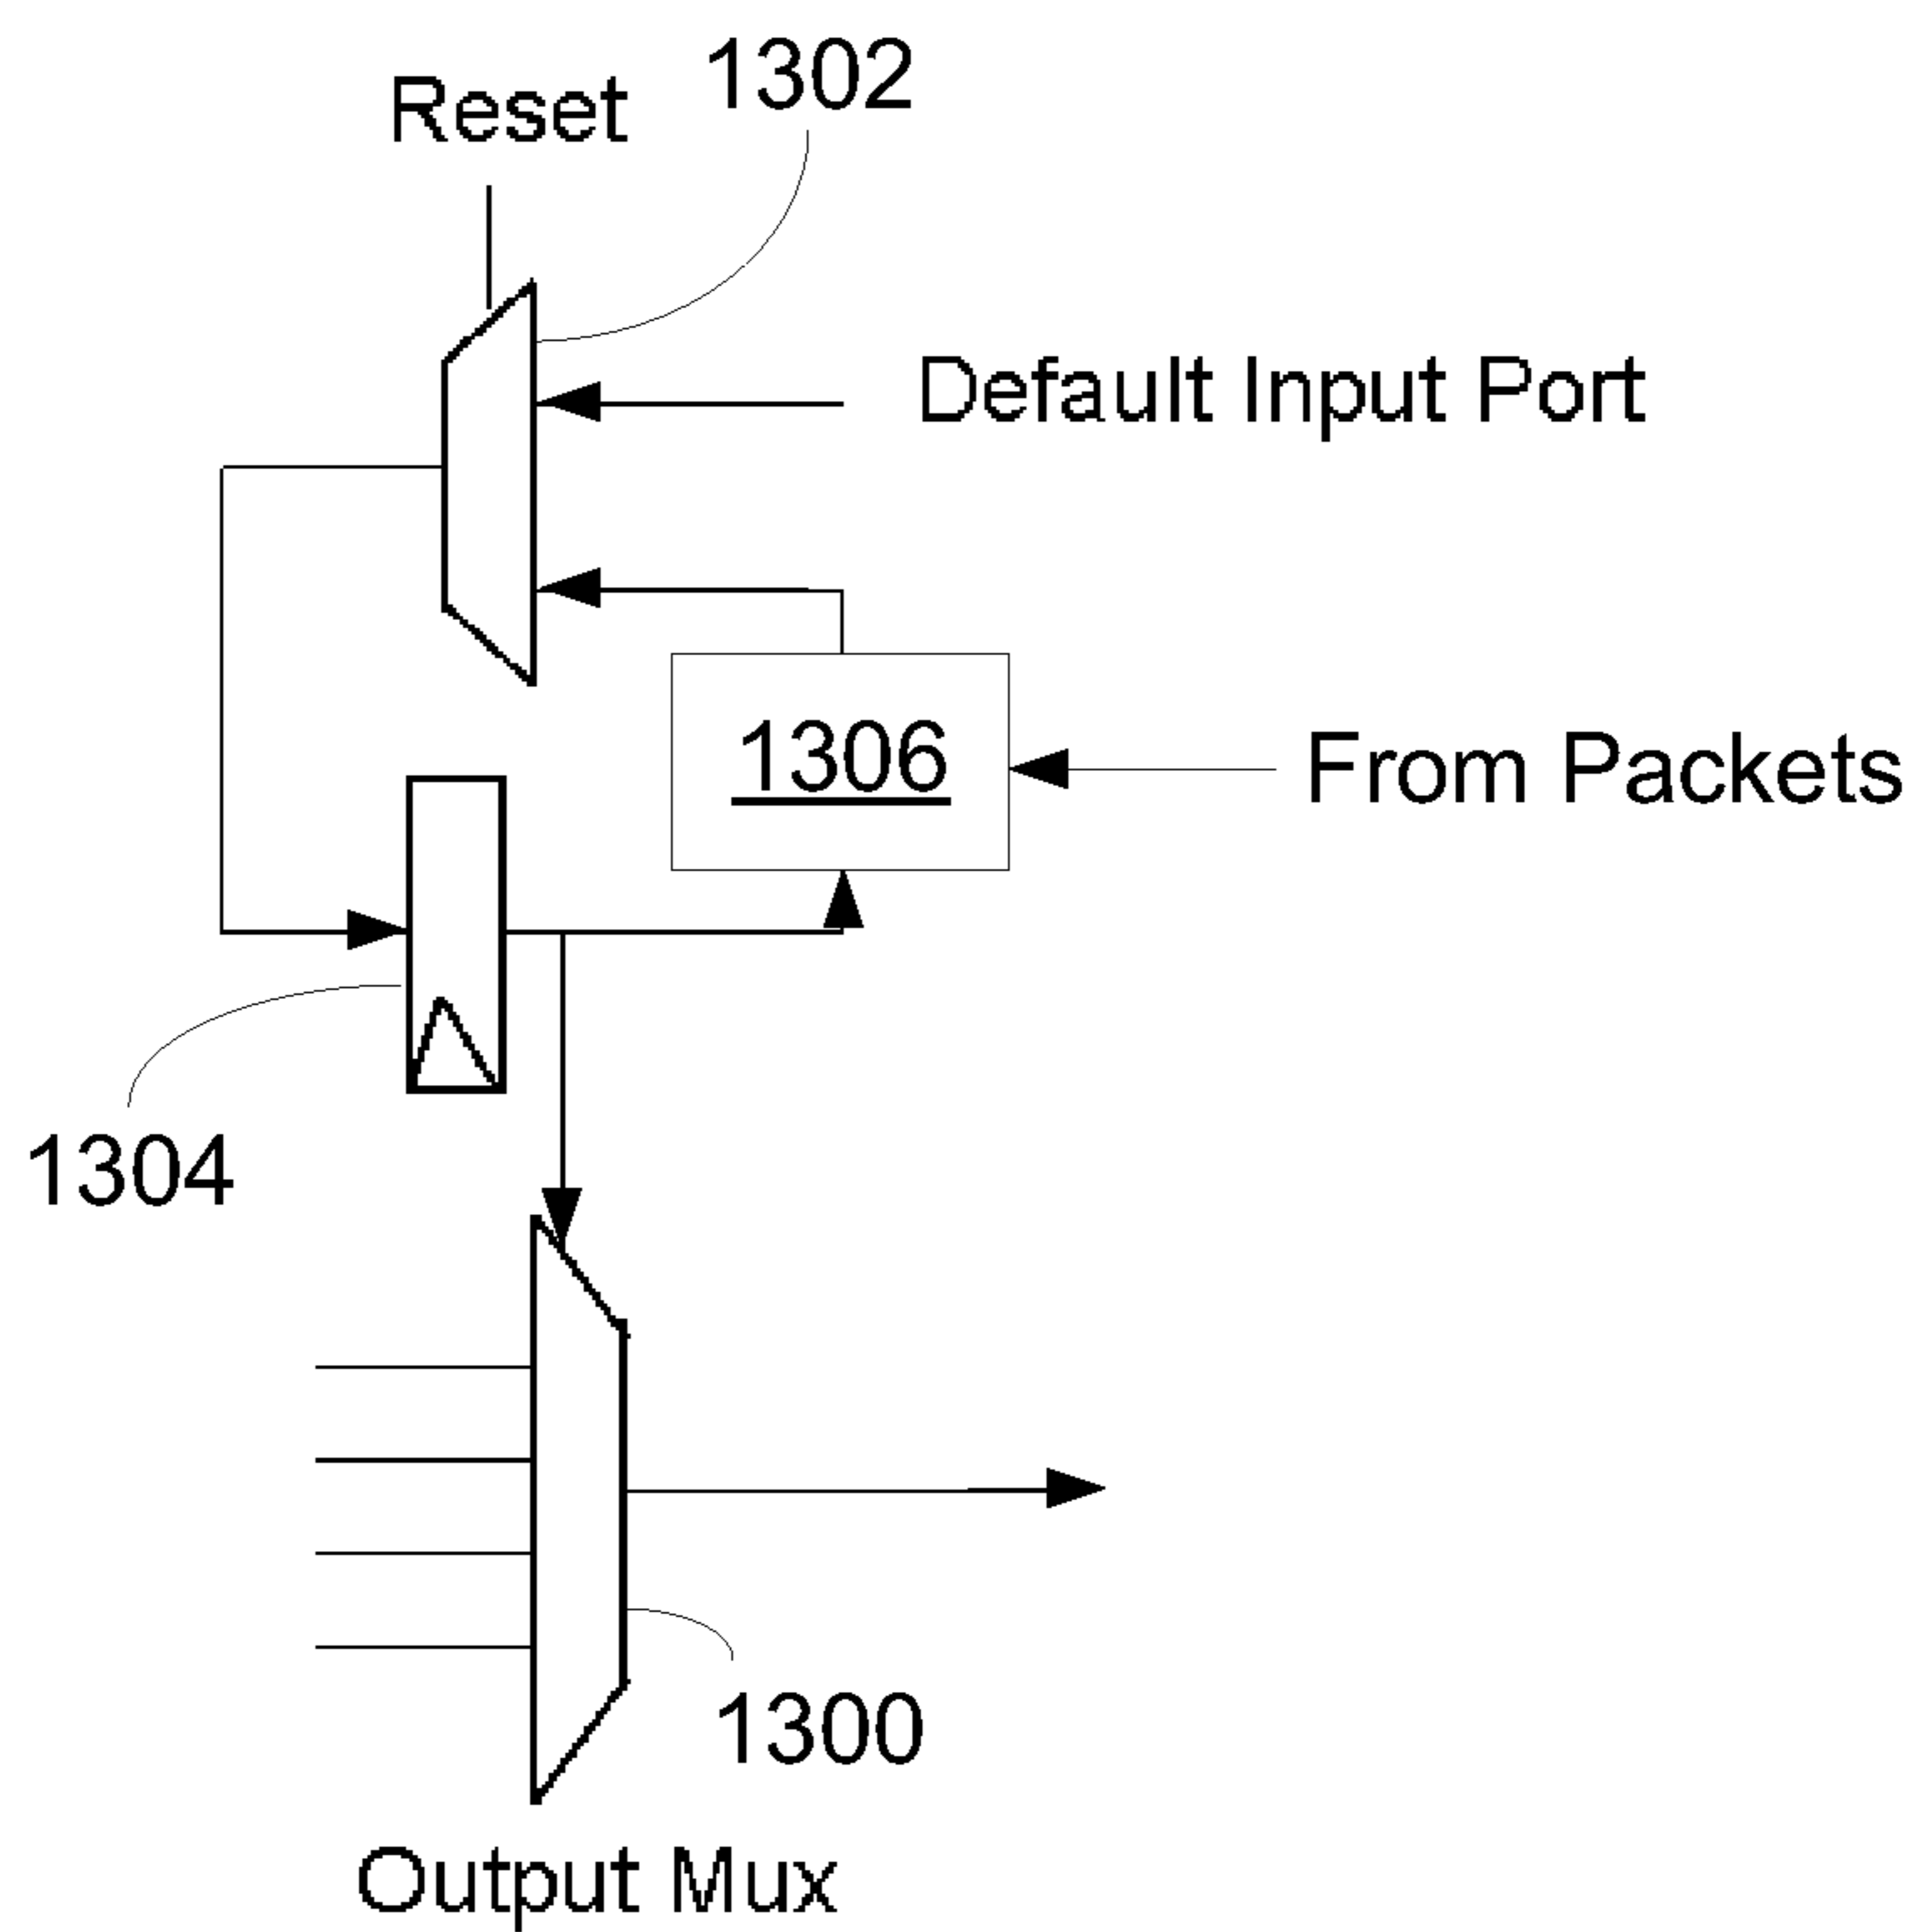 1302
Reset
Default Input Port
1306
From Packets
1304
1300
Output Mux